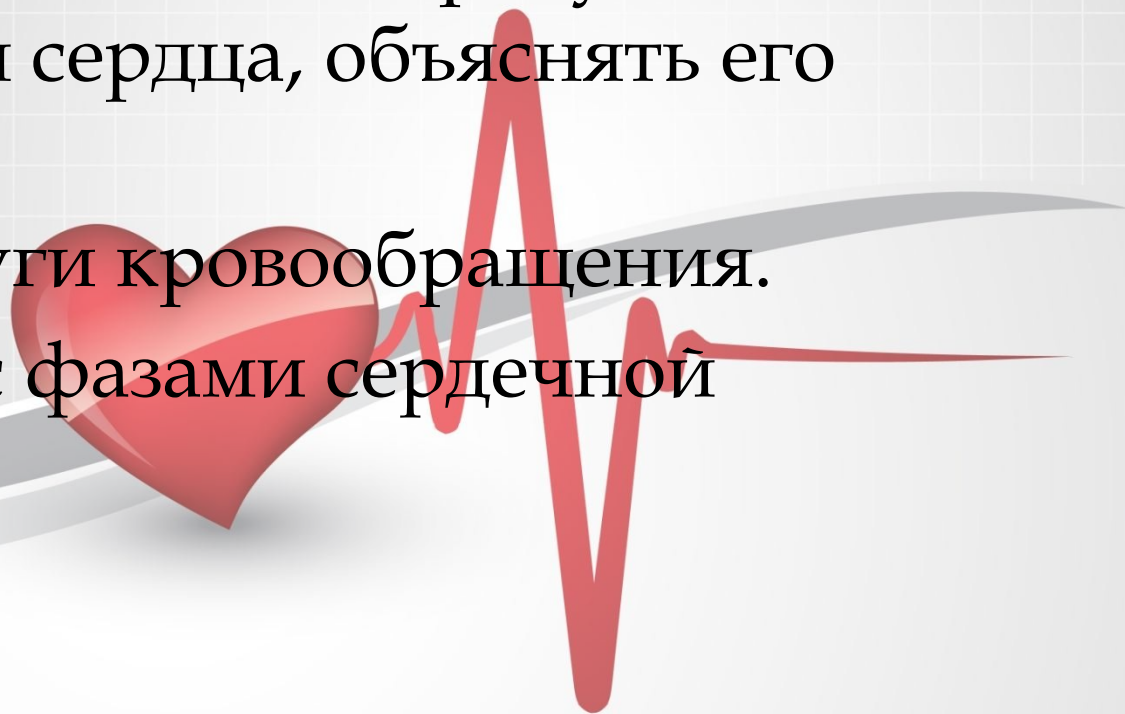 сердца, объяснять его
кровообращения.
фазами сердечной